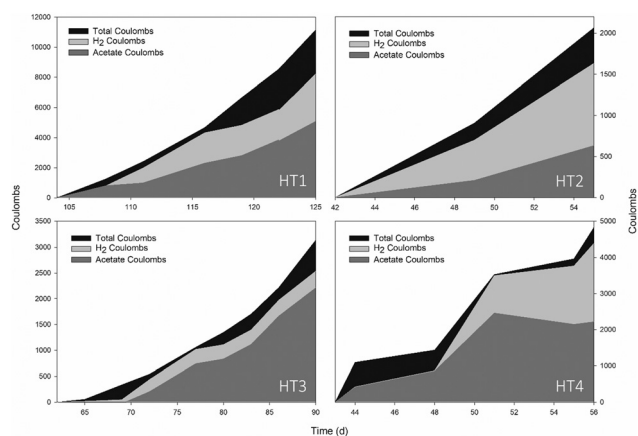 12000
10000
8000
6000
4000
2000
0
Total Coulombs
H2 Coulombs
Acetate Coulombs
HT1
105 110 115 120 125
2000
1500
1000
500
0
Total Coulombs
H2 Coulombs
Acetate Coulombs
HT2
42 44 46 48 50 52 54
Coulombs
Coulombs
3500
3000
2500
2000
1500
1000
500
0
Total Coulombs
H2 Coulombs
Acetate Coulombs
HT3
65 70 75 80 85 90
5000
4000
3000
2000
1000
0
Total Coulombs
H2 Coulombs
Acetate Coulombs
HT4
44 46 48 50 52 54 56
Time (d)